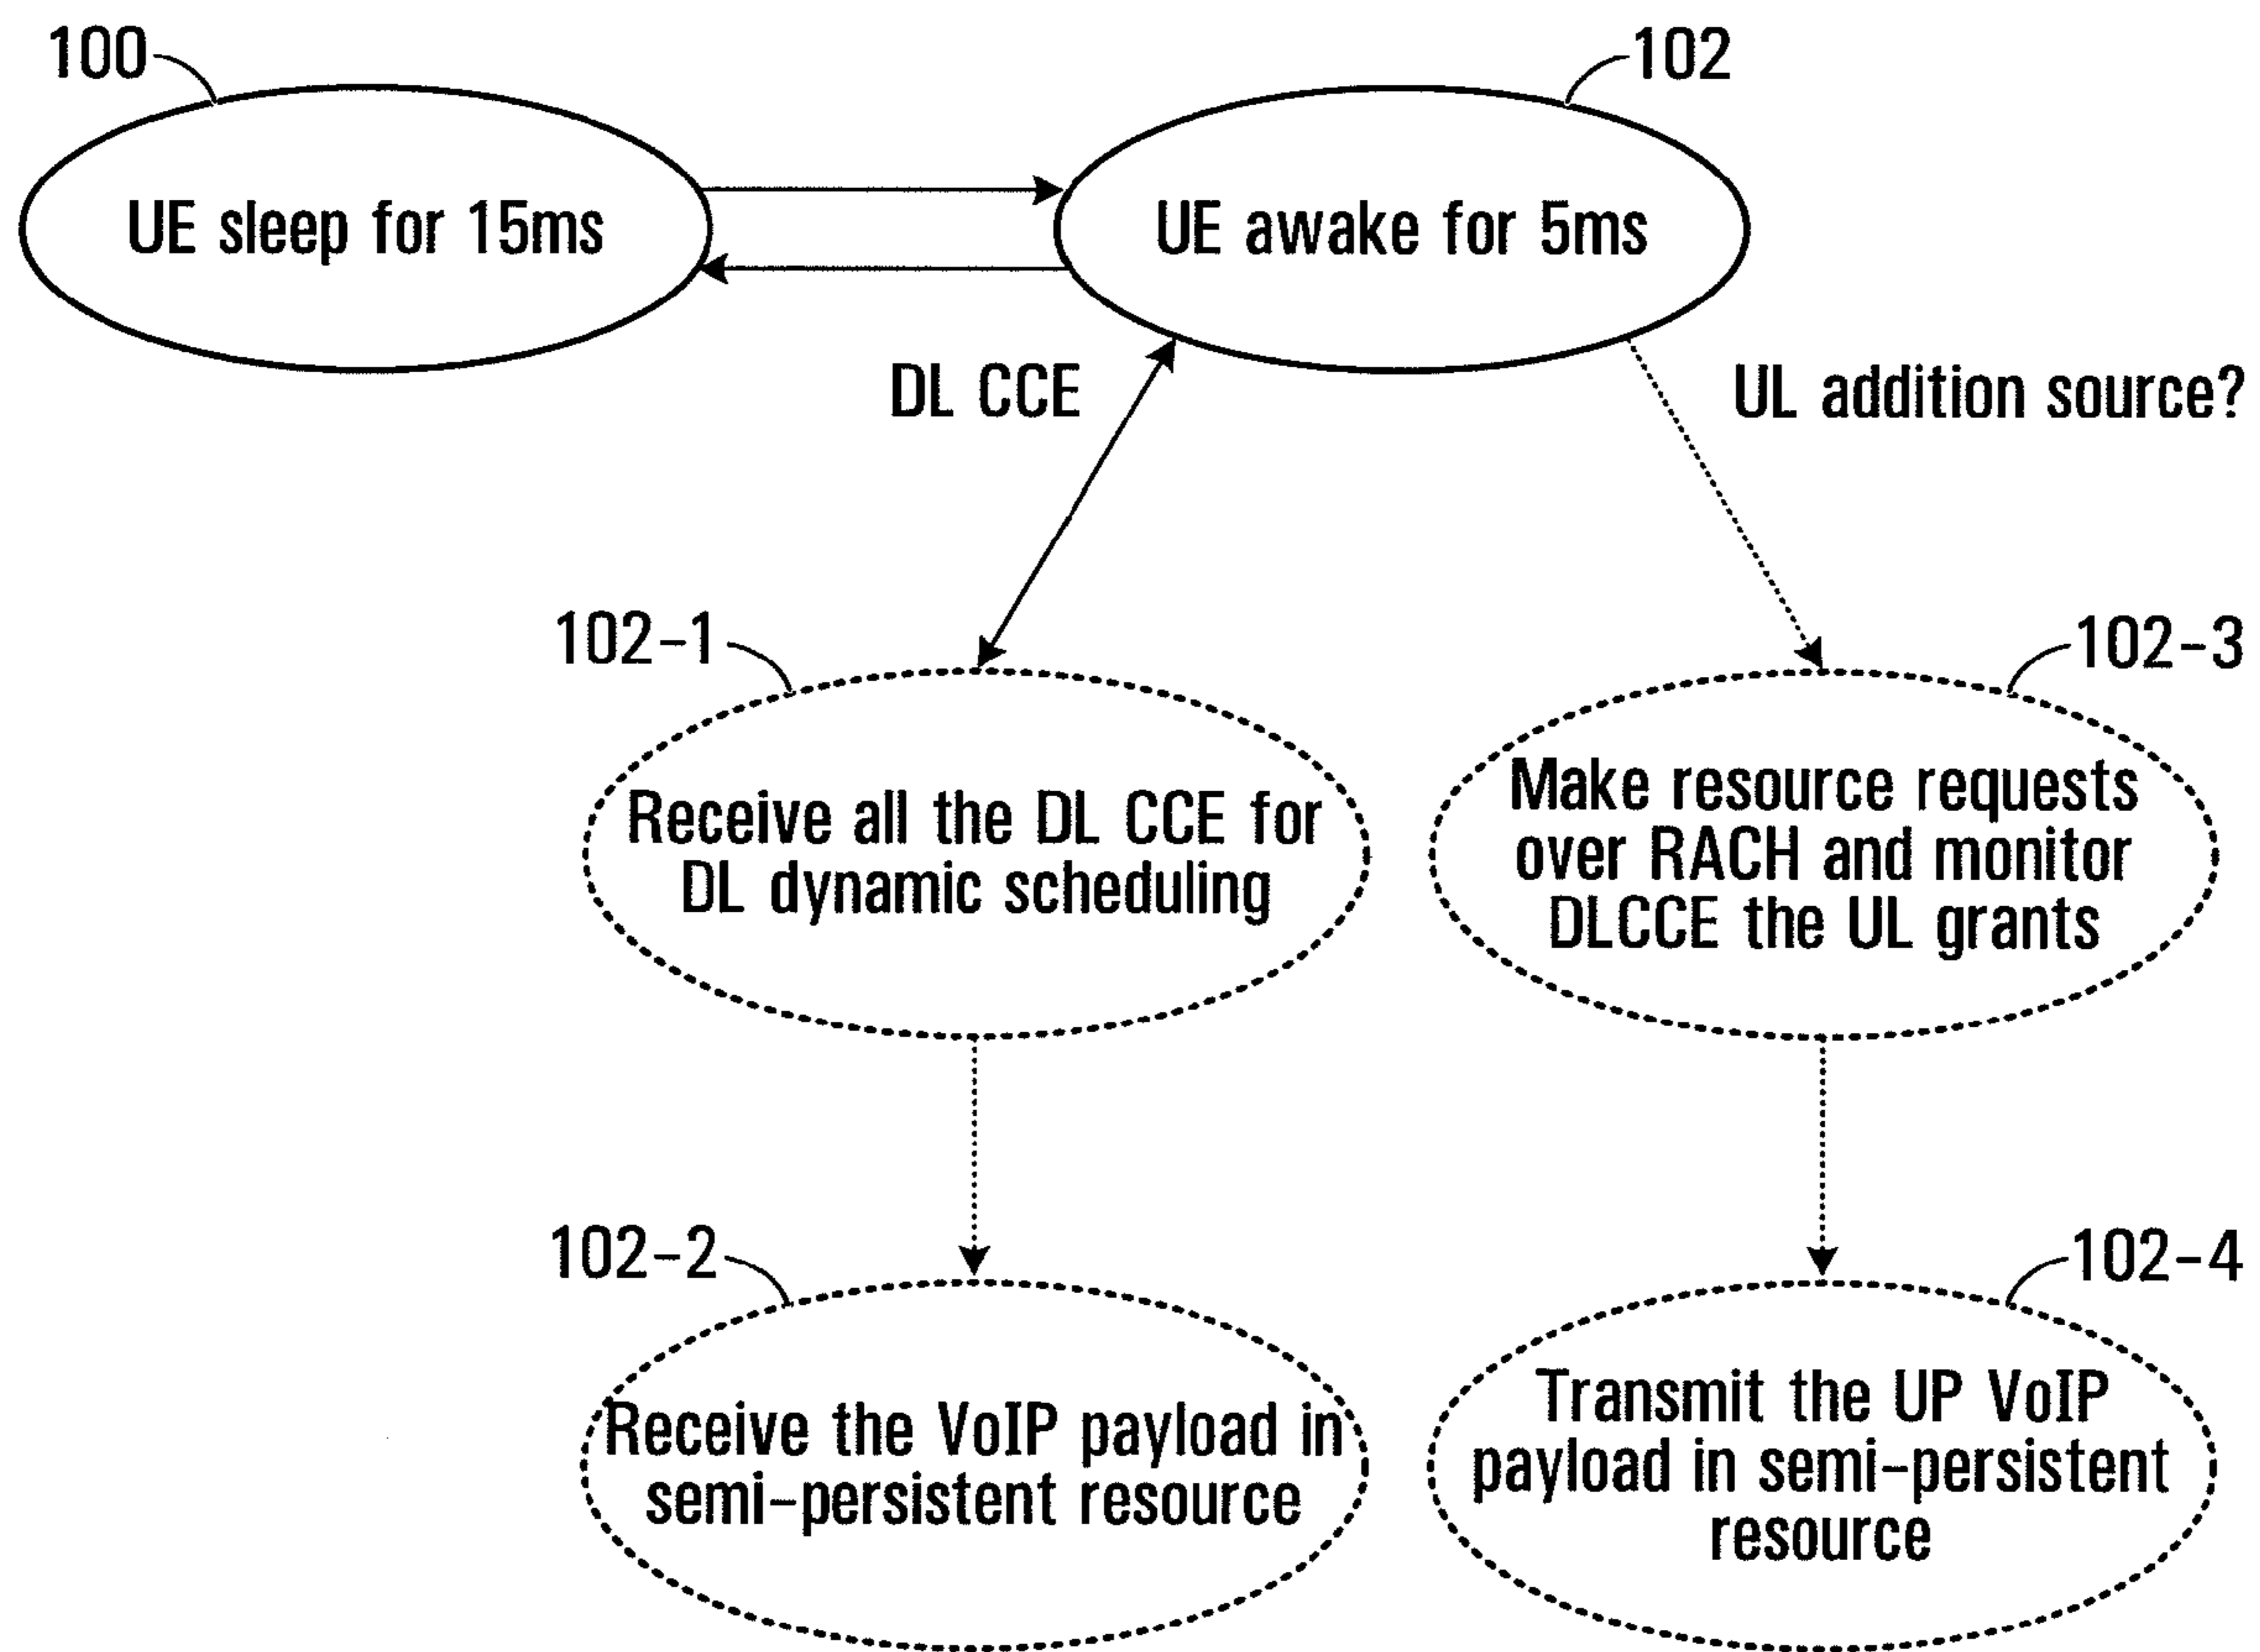 100
102
UE sleep for 15ms
UE awake for 5ms
DL CCE
UL addition source?
102-1
102-3
Receive all the DL CCE for
DL dynamic scheduling
Make resource requests
over RACH and monitor
DLCCE the UL grants
102-2
102-4
Receive the VoIP payload in
semi-persistent resource
Transmit the UP VoIP
payload in semi-persistent
resource